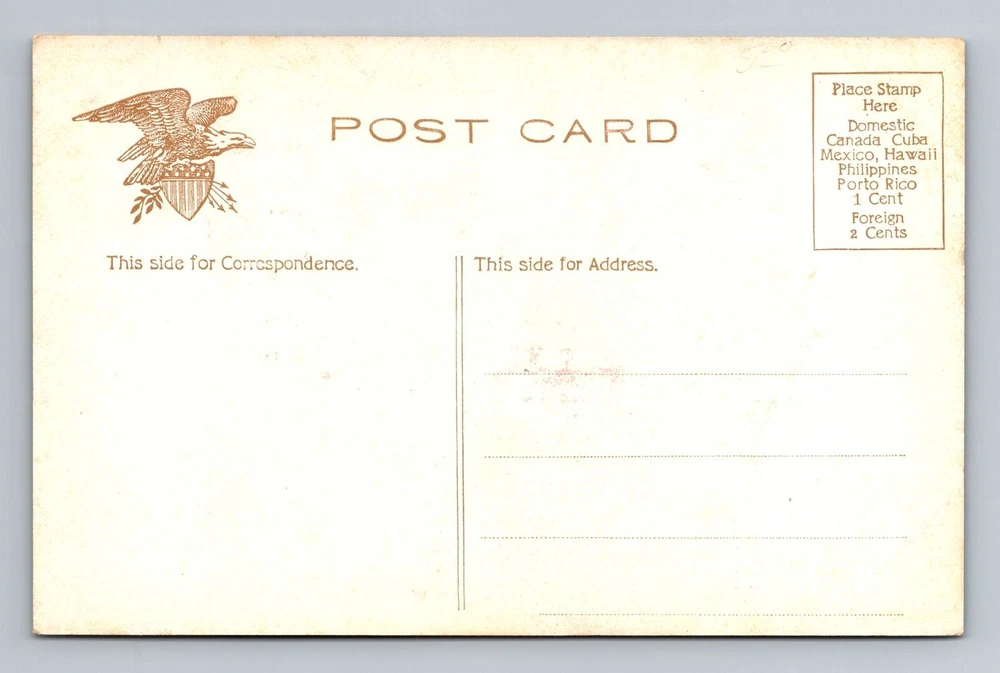 POST CARD
Place Stamp
Here
Domestic
Canada Cuba
Mexico, Hawaii
Philippines
Porto Rico
1 Cent
Foreign
2 Cents
This side for Correspondence.
This side for Address.